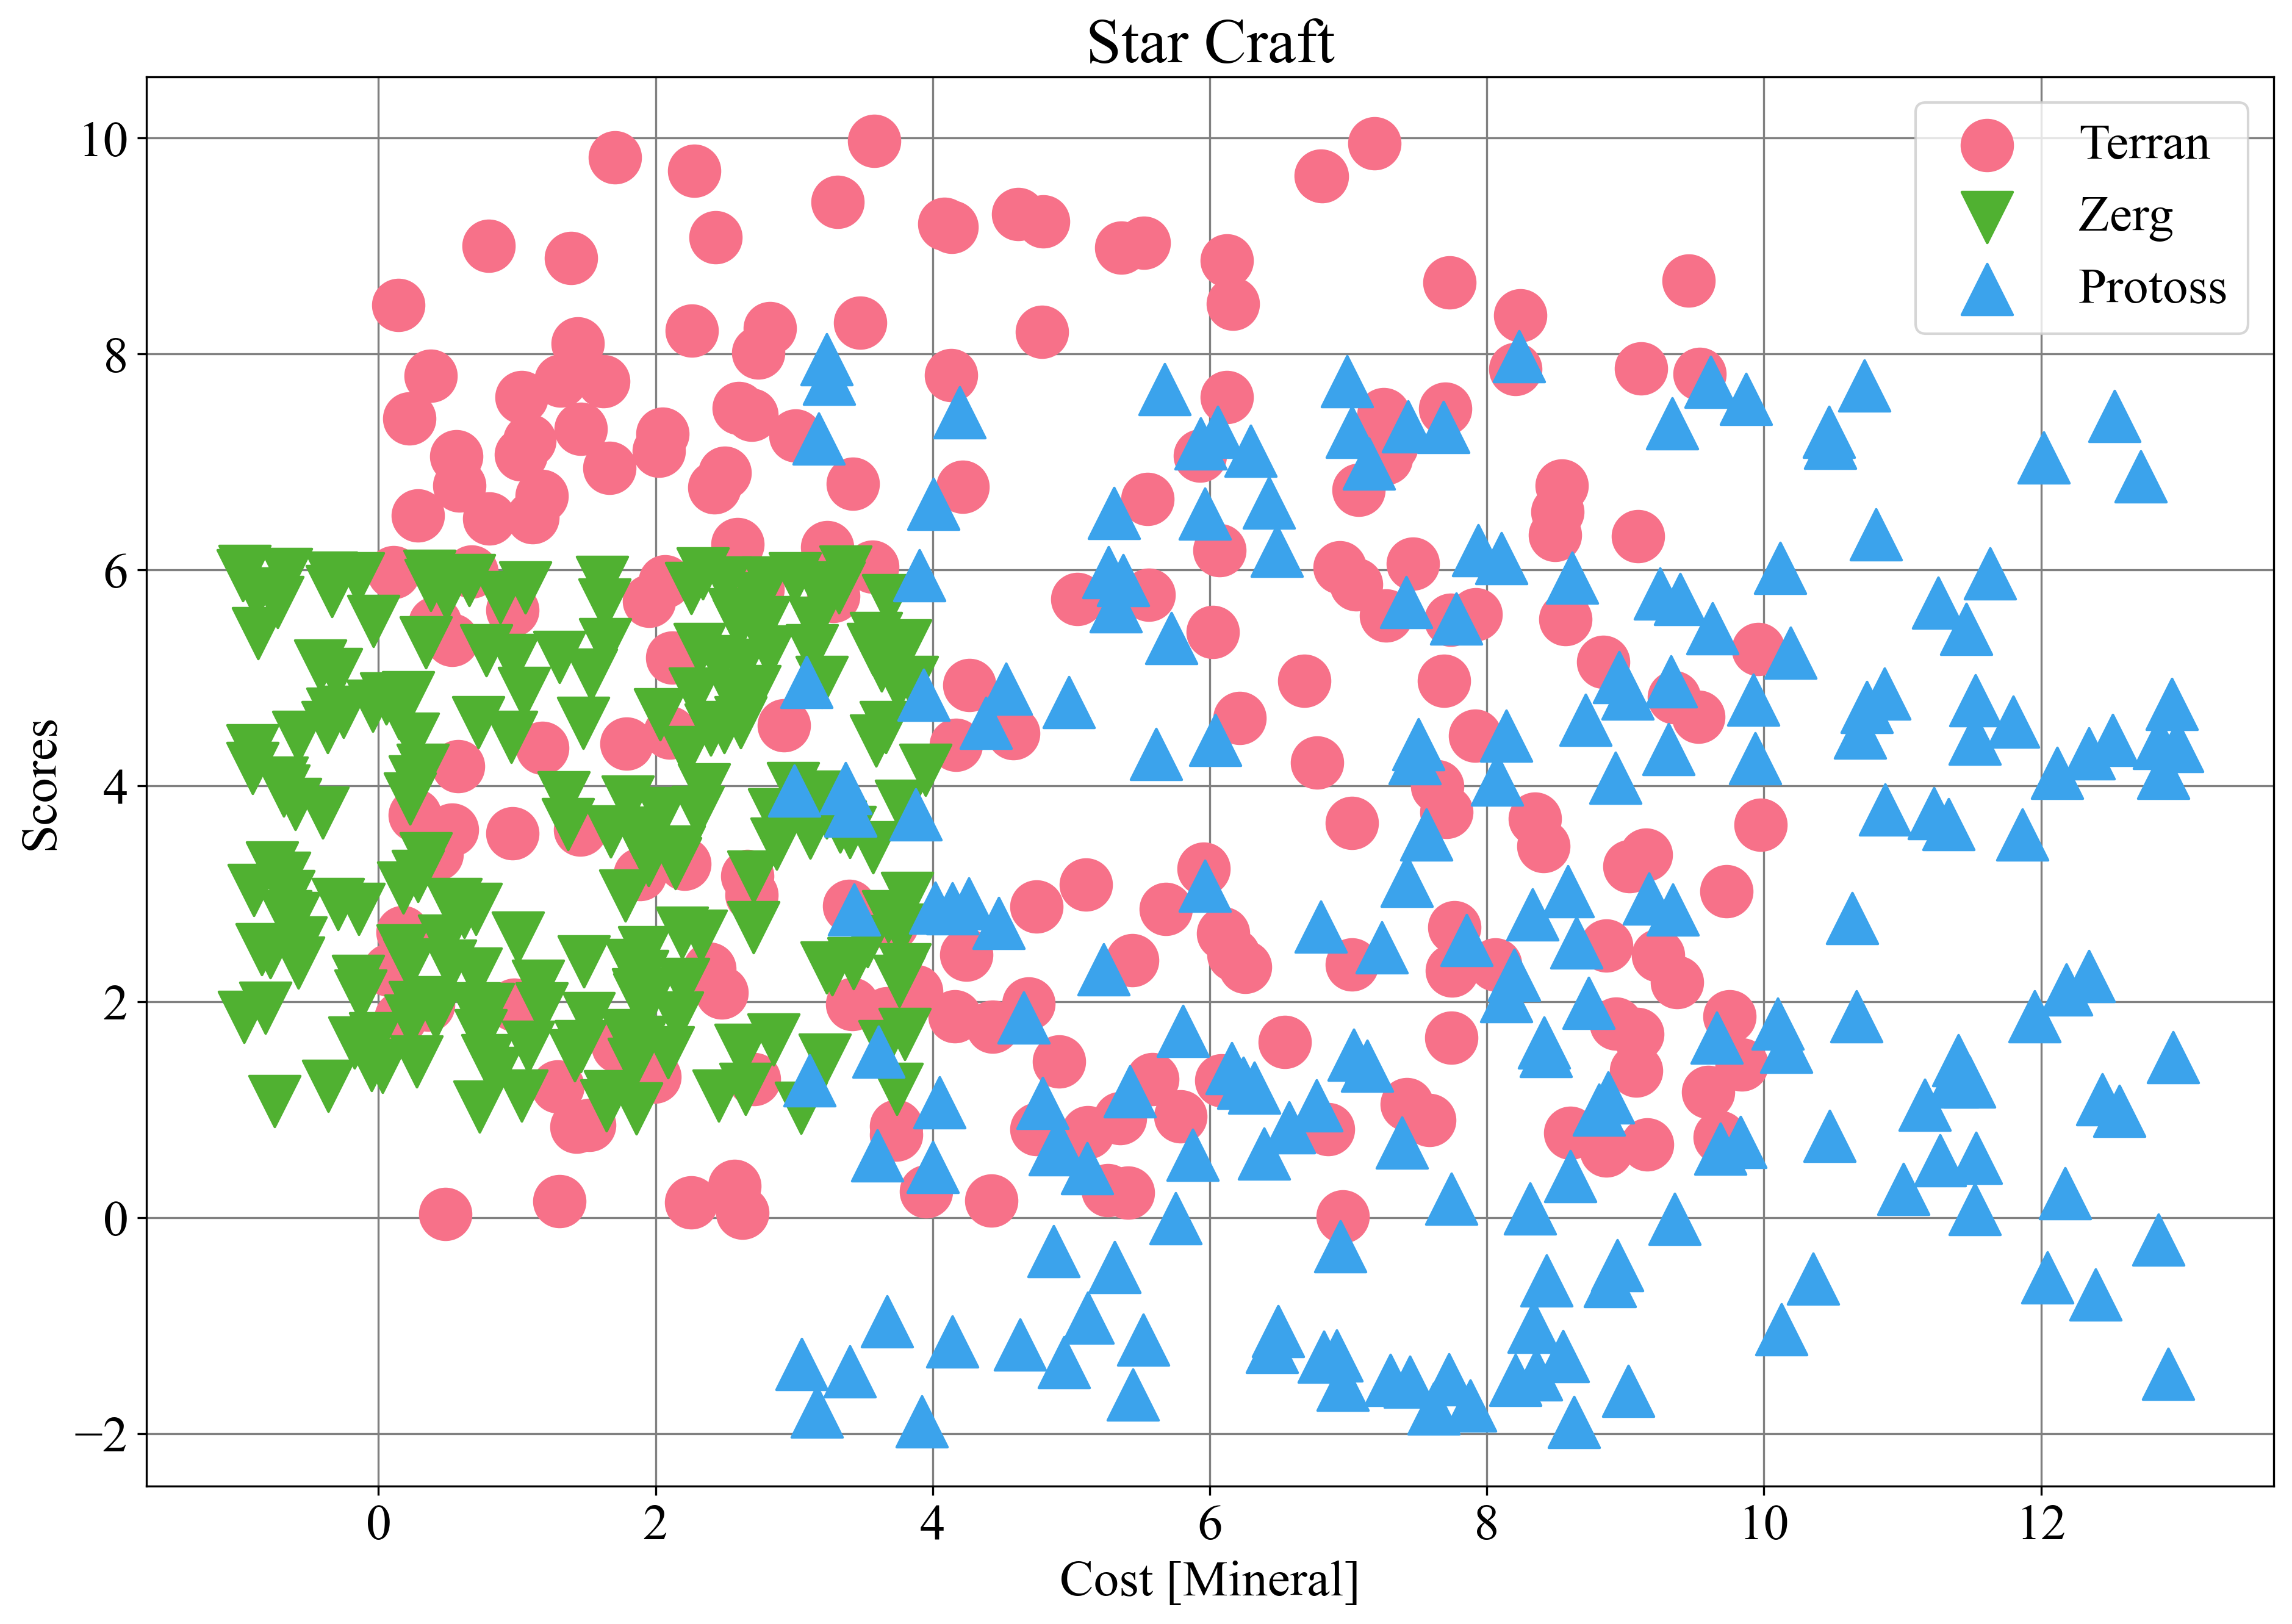 Star Craft
Terran
Zerg
Protoss
10
8
6
4
2
0
−2
Scores
0 2 4 6 8 10 12
Cost [Mineral]